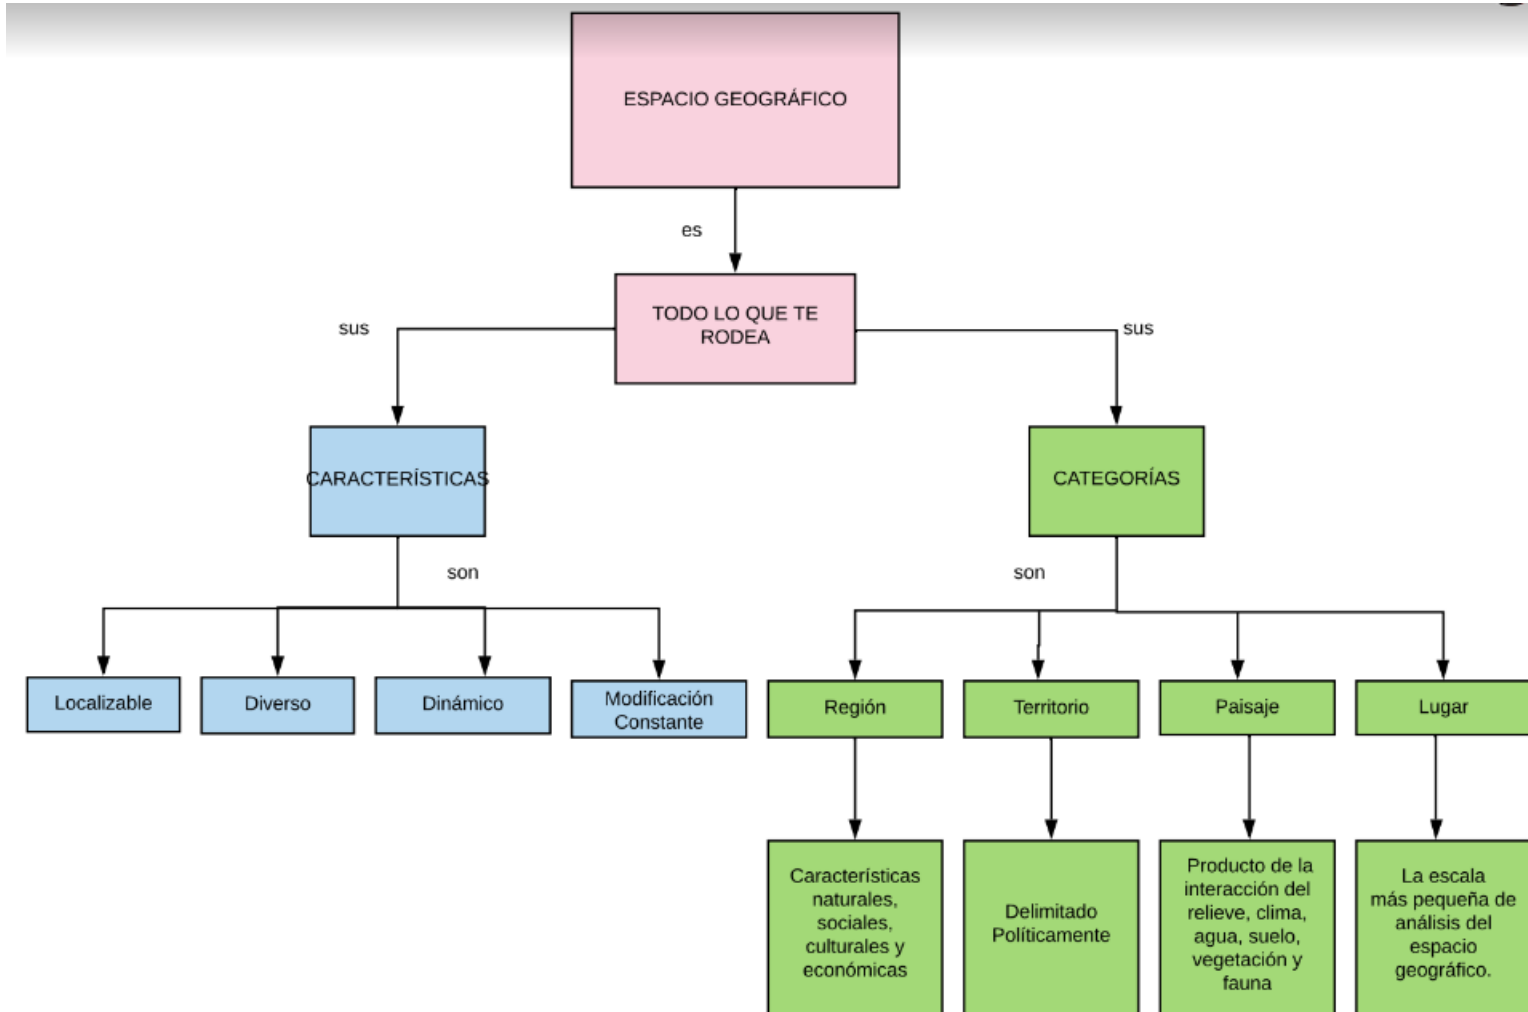 ESPACIO GEOGRÁFICO
es
TODO LO QUE TE
RODEA
sus
sus
CARACTERÍSTICAS
CATEGORÍAS
son
son
Localizable
Diverso
Dinámico
Modificación
Constante
Región
Territorio
Paisaje
Lugar
Características
naturales,
sociales,
culturales y
económicas
Delimitado
Políticamente
Producto de la
interacción del
relieve, clima,
agua, suelo,
vegetación y
fauna
La escala
más pequeña de
análisis del
espacio
geográfico.